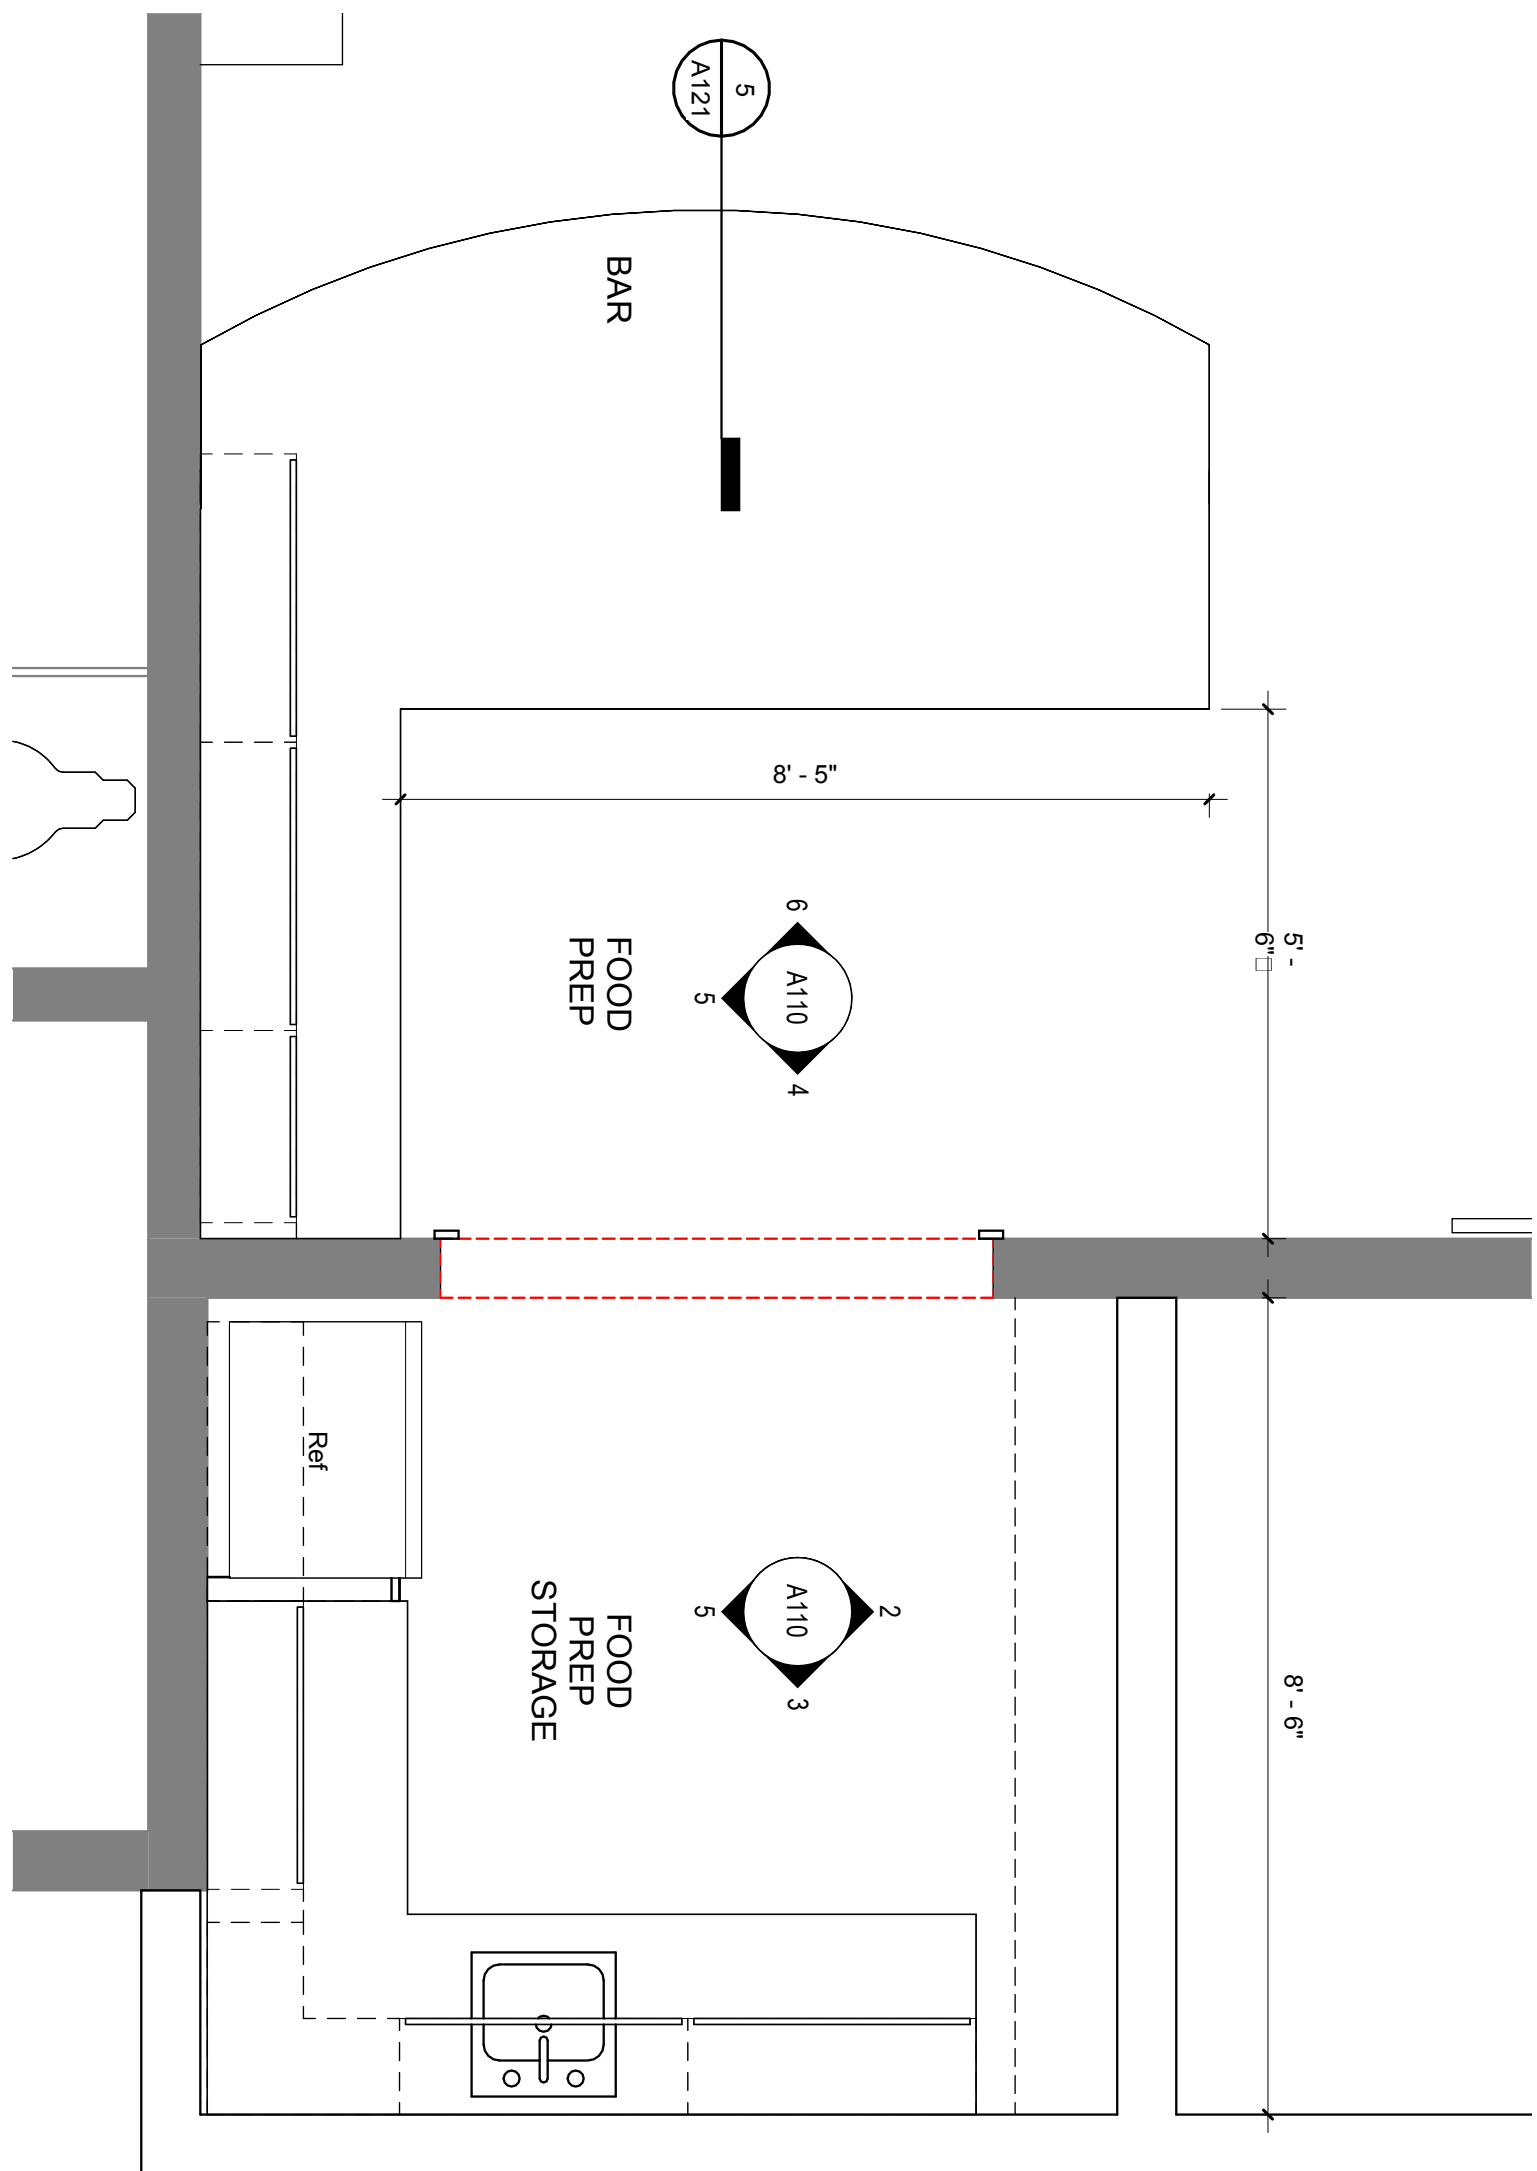 5
A121
BAR
8' - 5"
5' -
6"
6
A110
5
4
FOOD
PREP
Ref
FOOD
PREP
STORAGE
2
A110
5
3
8' - 6"